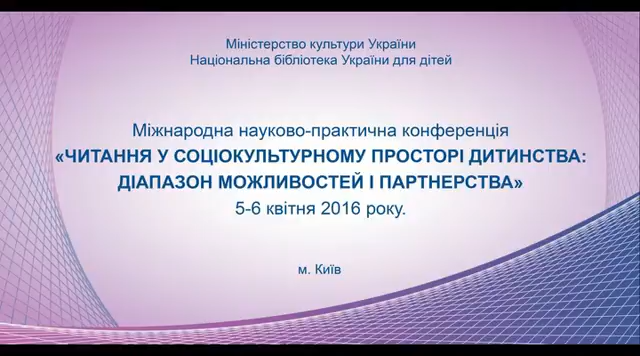 Міністерство культури України
Національна бібліотека України для дітей
Міжнародна науково-практична конференція
«ЧИТАННЯ У СОЦІОКУЛЬТУРНОМУ ПРОСТОРІ ДИТИНСТВА:
ДІАПАЗОН МОЖЛИВОСТЕЙ І ПАРТНЕРСТВА»
5-6 квітня 2016 року.
м. Київ